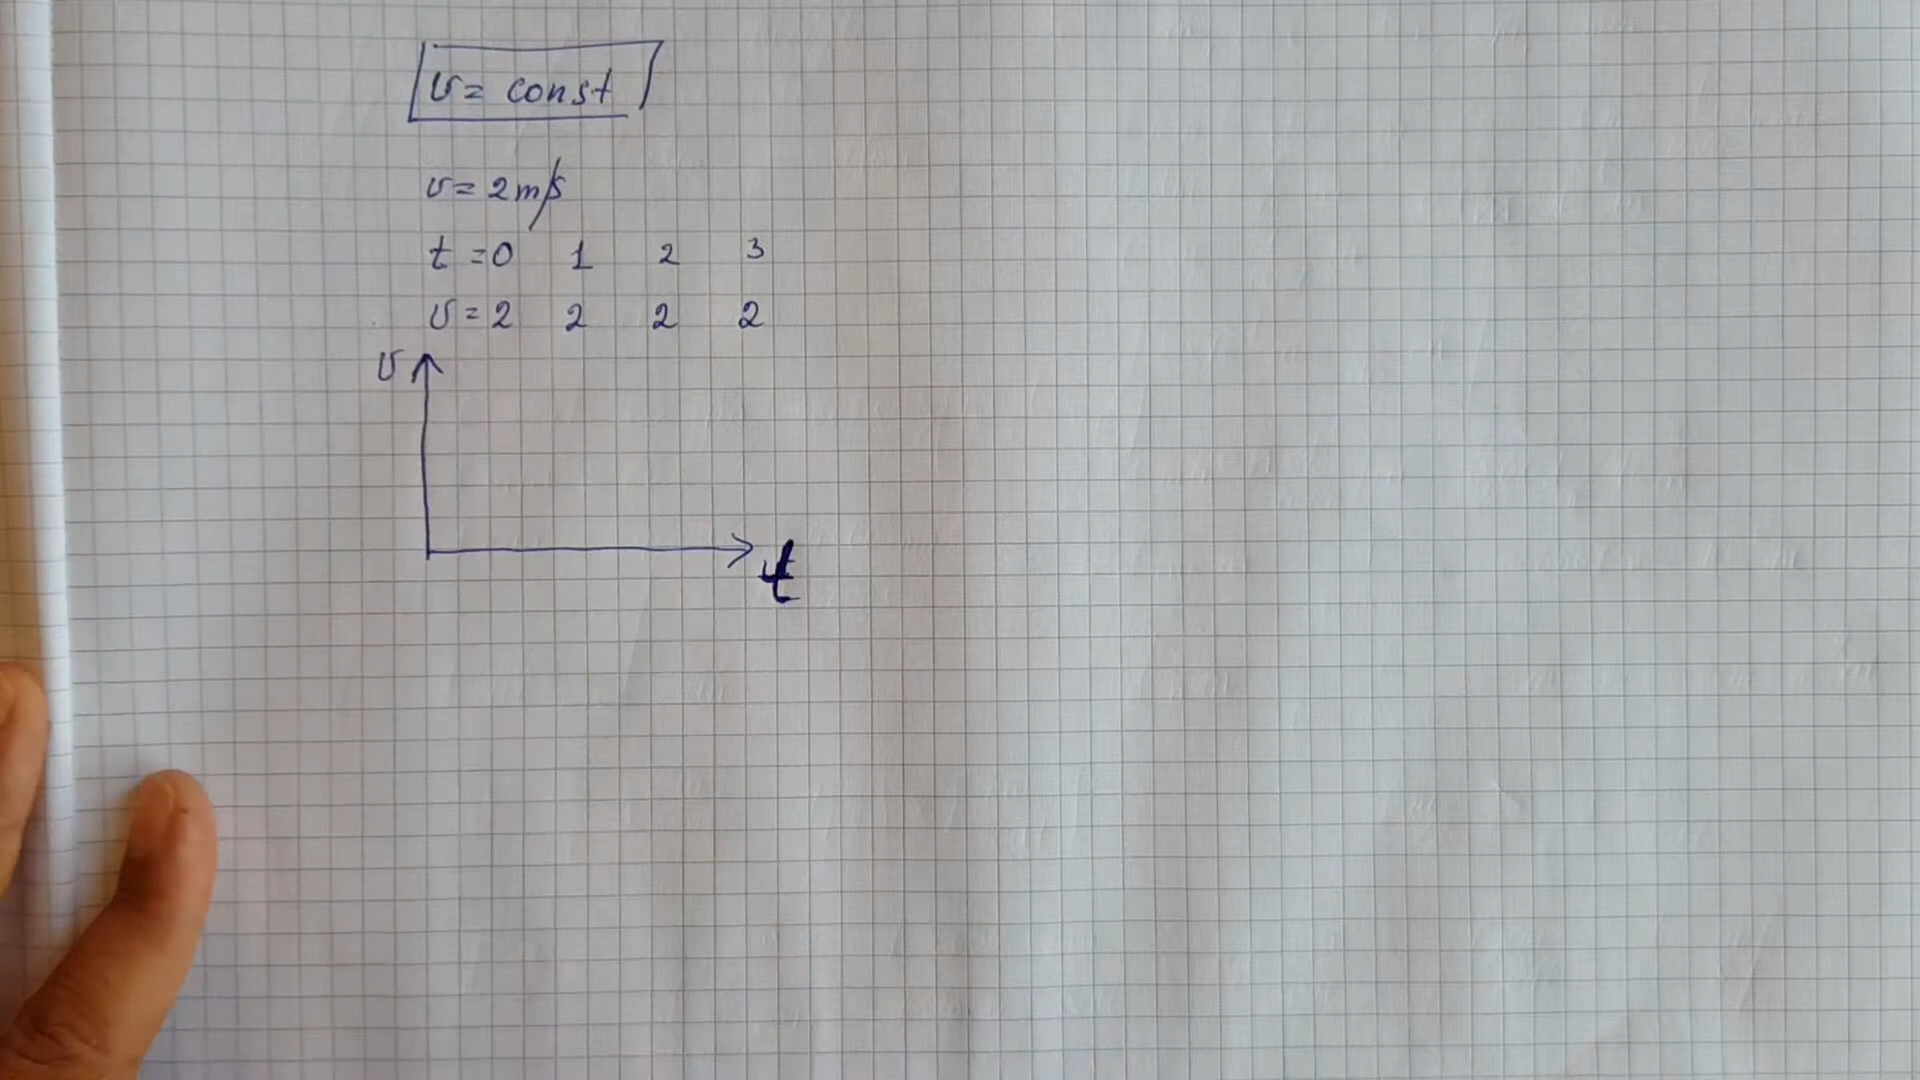 v = const
v = 2 m/s
t = 0 1 2 3
v = 2 2 2 2
v
t